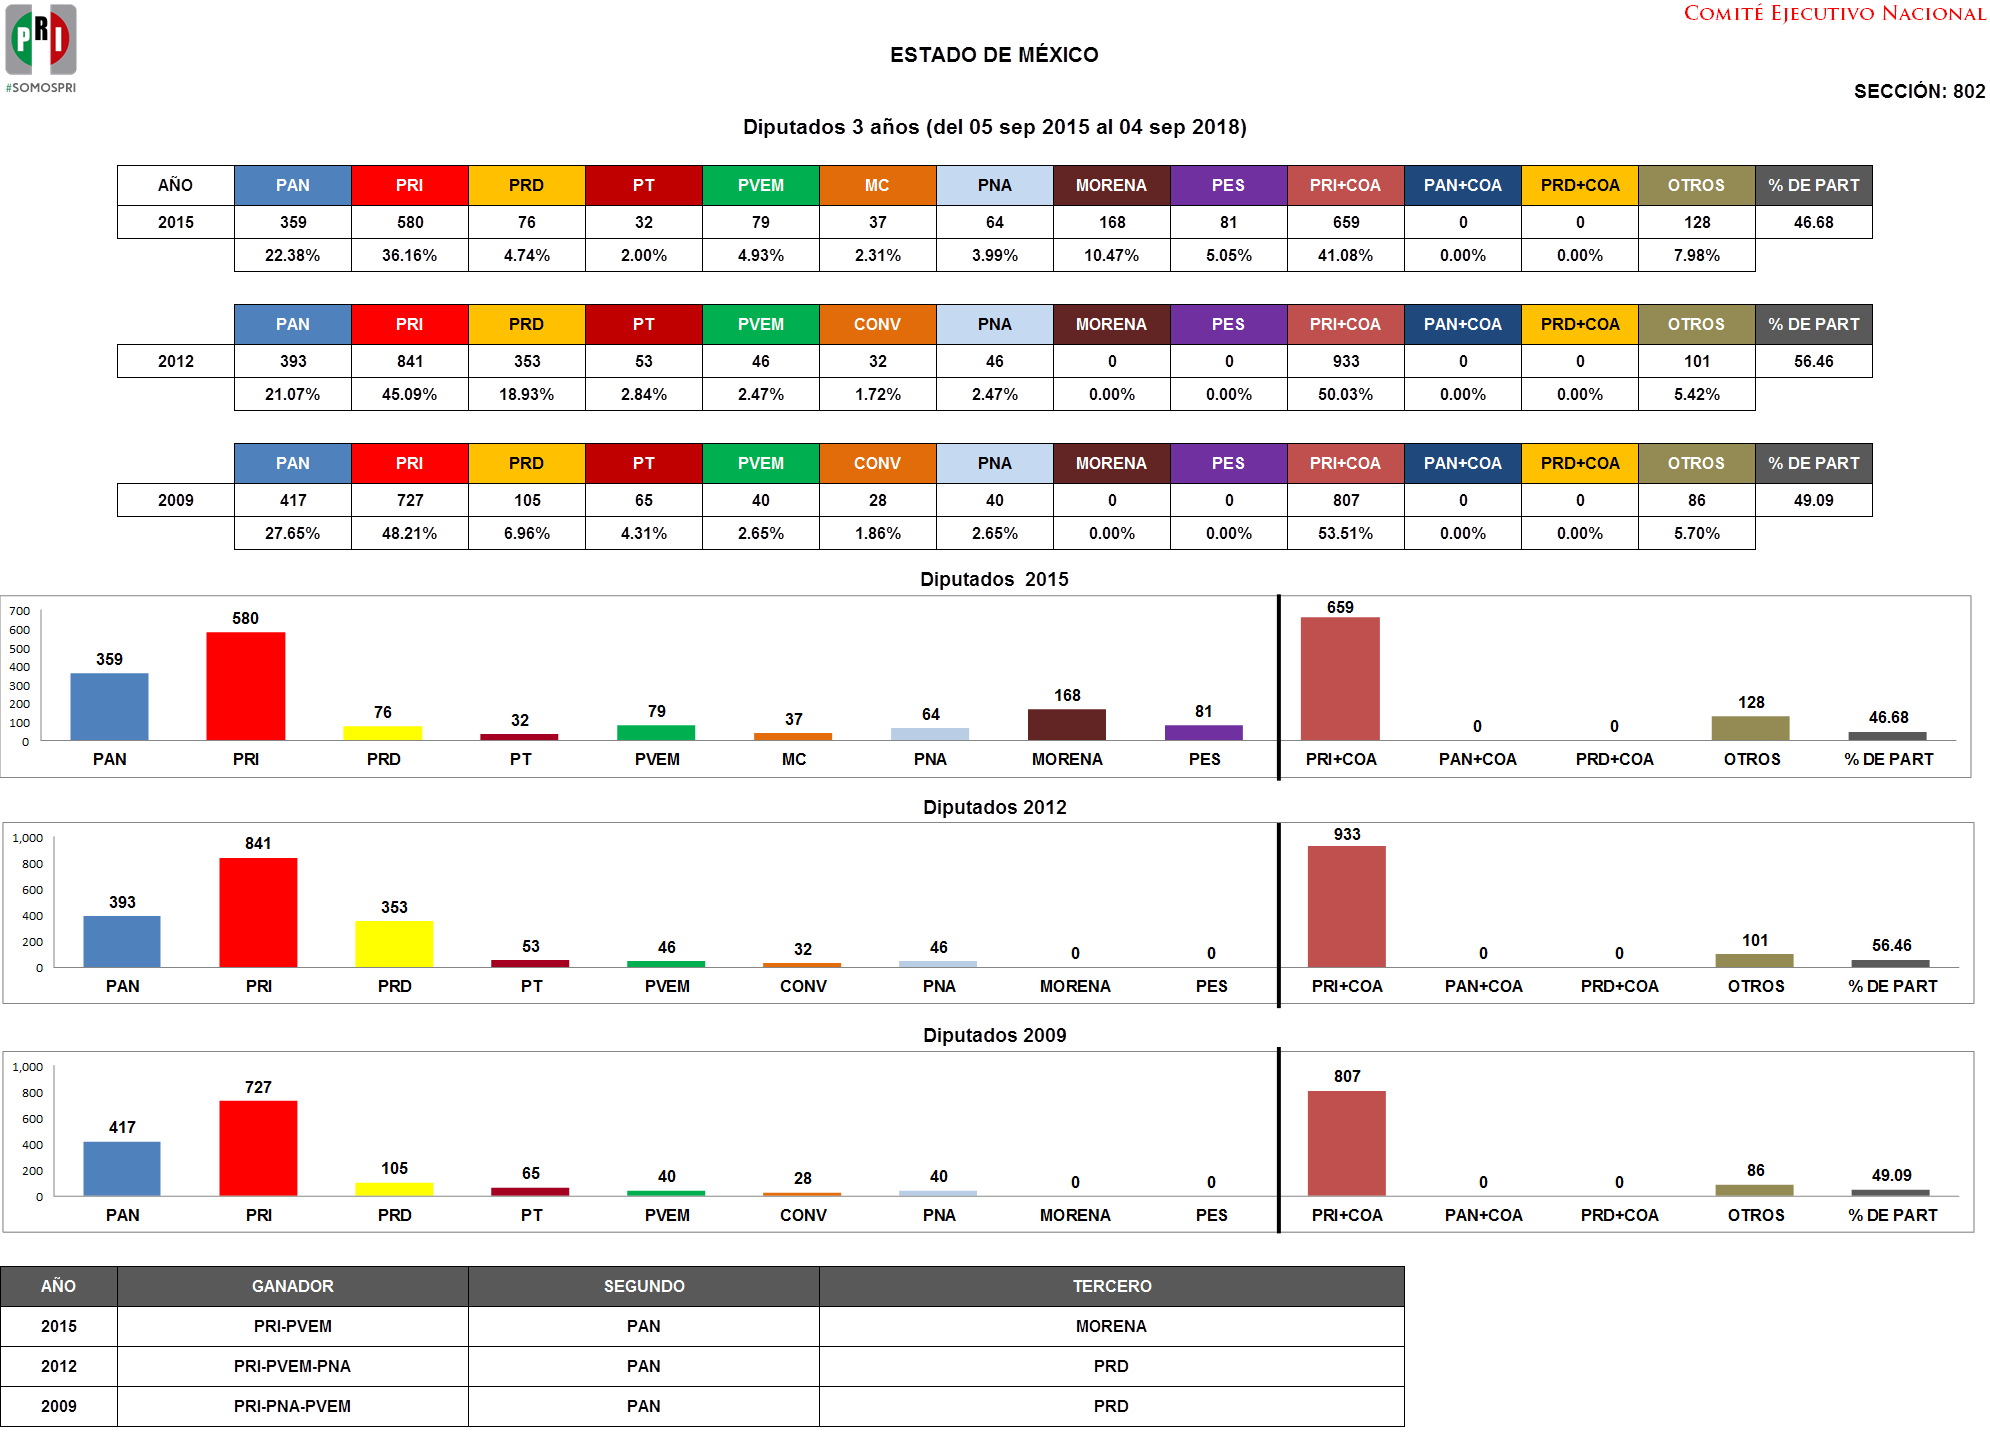 PRI
#SOMOSPRI
COMITÉ EJECUTIVO NACIONAL
ESTADO DE MÉXICO
SECCIÓN: 802
Diputados 3 años (del 05 sep 2015 al 04 sep 2018)
AÑO PAN PRI PRD PT PVEM MC PNA MORENA PES PRI+COA PAN+COA PRD+COA OTROS % DE PART
2015 359 580 76 32 79 37 64 168 81 659 0 0 128 46.68
22.38% 36.16% 4.74% 2.00% 4.93% 2.31% 3.99% 10.47% 5.05% 41.08% 0.00% 0.00% 7.98%
PAN PRI PRD PT PVEM CONV PNA MORENA PES PRI+COA PAN+COA PRD+COA OTROS % DE PART
2012 393 841 353 53 46 32 46 0 0 933 0 0 101 56.46
21.07% 45.09% 18.93% 2.84% 2.47% 1.72% 2.47% 0.00% 0.00% 50.03% 0.00% 0.00% 5.42%
PAN PRI PRD PT PVEM CONV PNA MORENA PES PRI+COA PAN+COA PRD+COA OTROS % DE PART
2009 417 727 105 65 40 28 40 0 0 807 0 0 86 49.09
27.65% 48.21% 6.96% 4.31% 2.65% 1.86% 2.65% 0.00% 0.00% 53.51% 0.00% 0.00% 5.70%
Diputados 2015
700
600
500
400
300
200
100
0
359 580 76 32 79 37 64 168 81 659 0 0 128 46.68
PAN PRI PRD PT PVEM MC PNA MORENA PES PRI+COA PAN+COA PRD+COA OTROS % DE PART
Diputados 2012
1,000
800
600
400
200
0
393 841 353 53 46 32 46 0 0 933 0 0 101 56.46
PAN PRI PRD PT PVEM CONV PNA MORENA PES PRI+COA PAN+COA PRD+COA OTROS % DE PART
Diputados 2009
1,000
800
600
400
200
0
417 727 105 65 40 28 40 0 0 807 0 0 86 49.09
PAN PRI PRD PT PVEM CONV PNA MORENA PES PRI+COA PAN+COA PRD+COA OTROS % DE PART
AÑO GANADOR SEGUNDO TERCERO
2015 PRI-PVEM PAN MORENA
2012 PRI-PVEM-PNA PAN PRD
2009 PRI-PNA-PVEM PAN PRD